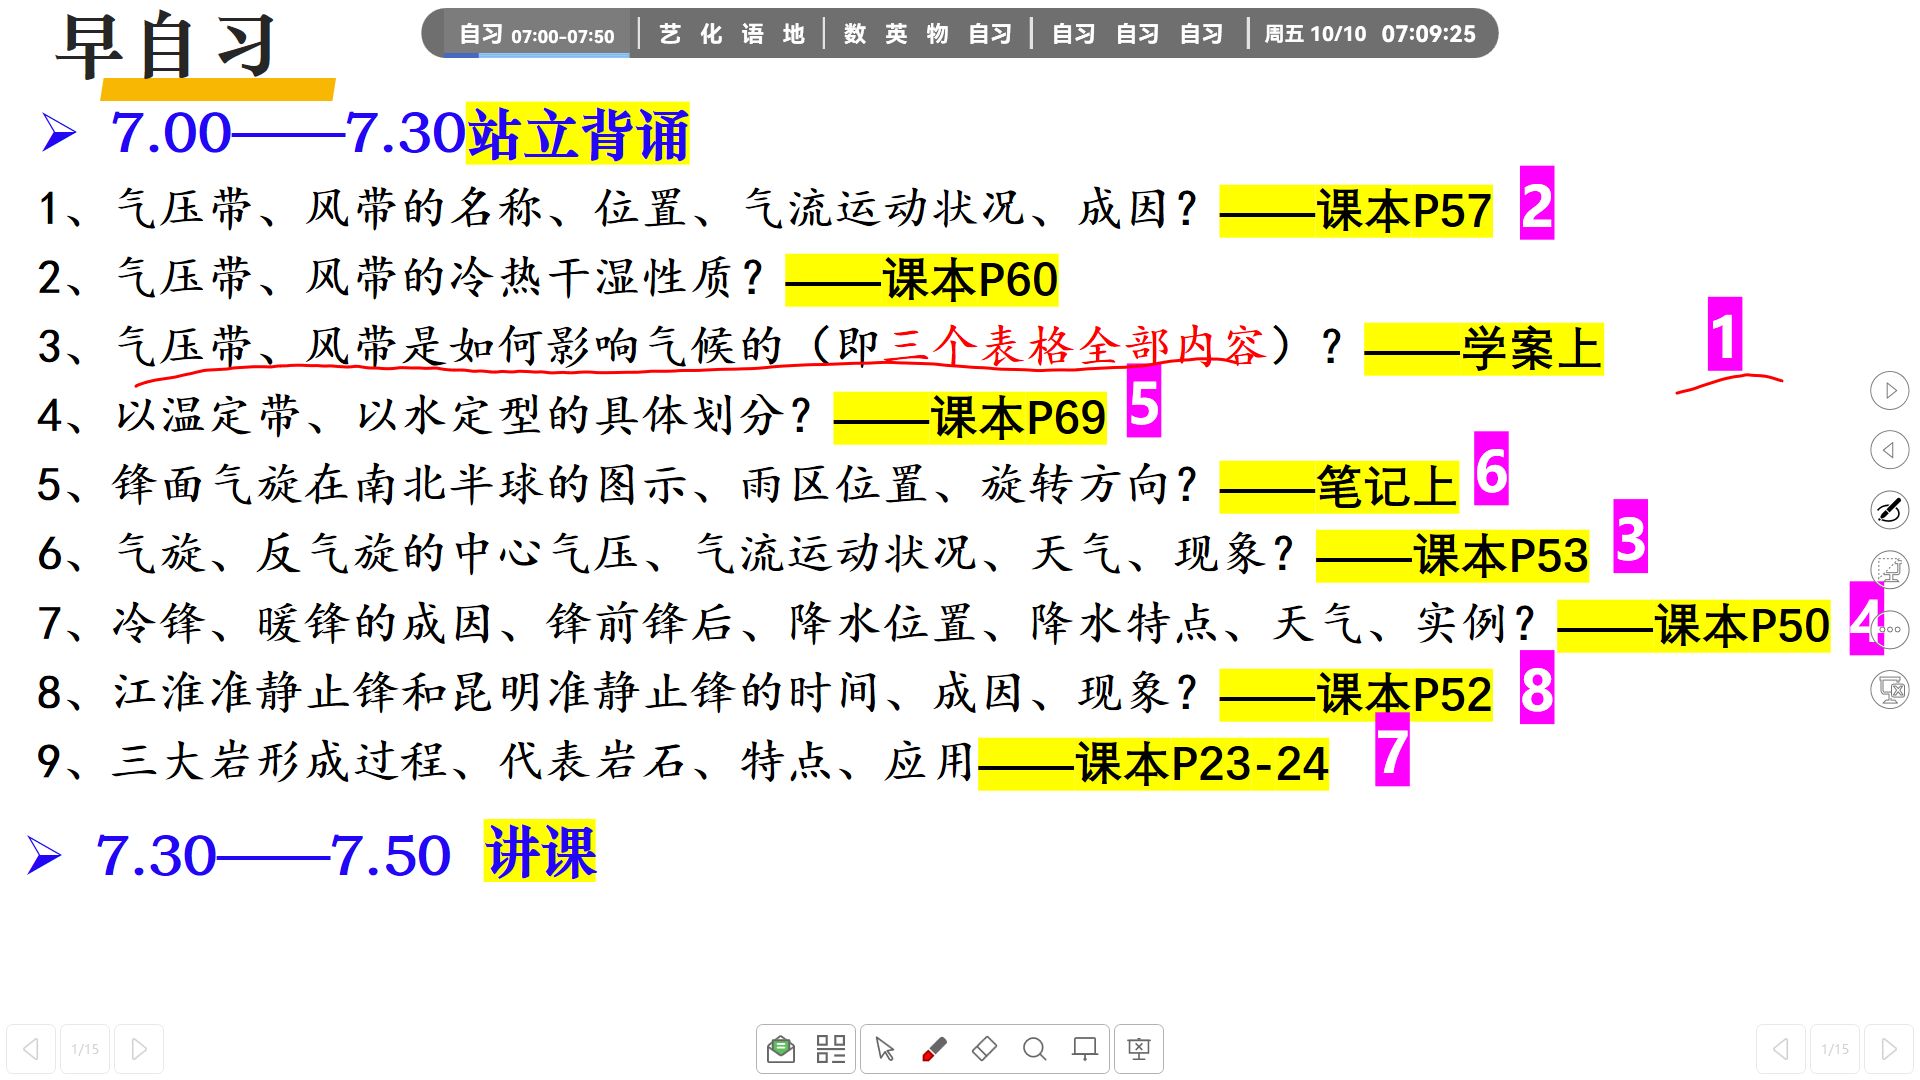 早自习
自习 07:00-07:50 艺 化 语 地 数 英 物 自习 自习 自习 自习 周五 10/10 07:09:25
7.00——7.30站立背诵
1、气压带、风带的名称、位置、气流运动状况、成因？——课本P57 2
2、气压带、风带的冷热干湿性质？——课本P60
3、气压带、风带是如何影响气候的（即三个表格全部内容）？——学案上 1
4、以温定带、以水定型的具体划分？——课本P69 5
5、锋面气旋在南北半球的图示、雨区位置、旋转方向？——笔记上 6
6、气旋、反气旋的中心气压、气流运动状况、天气、现象？——课本P53 3
7、冷锋、暖锋的成因、锋前锋后、降水位置、降水特点、天气、实例？——课本P50 4
8、江淮准静止锋和昆明准静止锋的时间、成因、现象？——课本P52 8
9、三大岩形成过程、代表岩石、特点、应用——课本P23-24 7
7.30——7.50 讲课
1/15 1/15